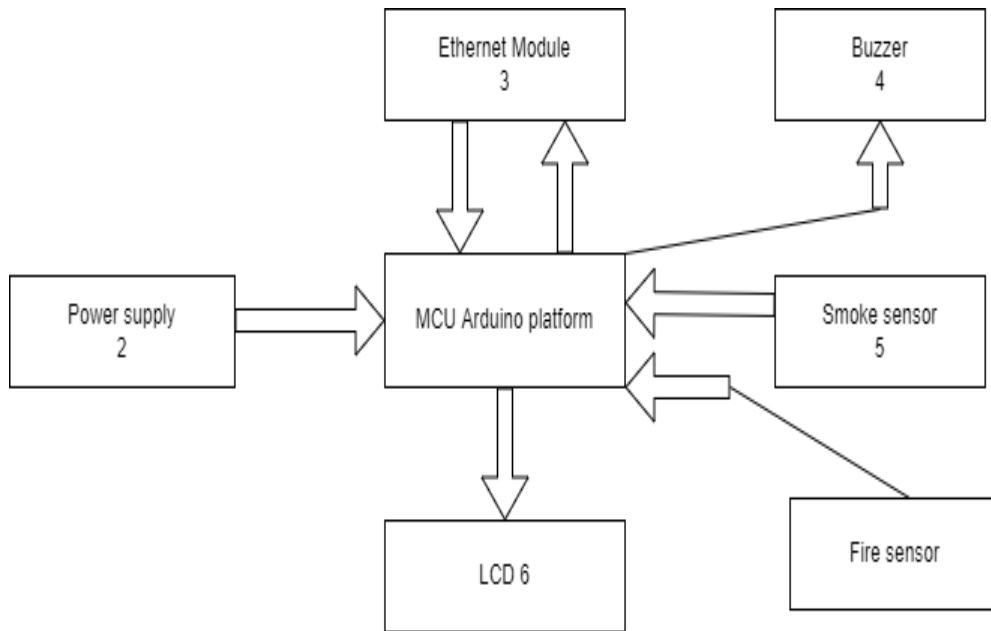 Ethernet Module
3
Buzzer
4
Power supply
2
MCU Arduino platform
Smoke sensor
5
LCD 6
Fire sensor